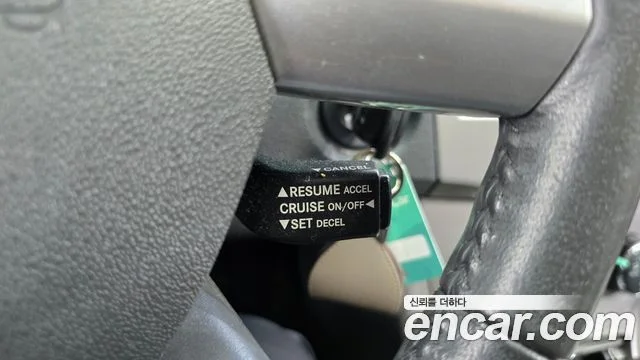 ▼CANCEL
▲RESUME ACCEL
CRUISE ON/OFF◀
▼SET DECEL
신뢰를 더하다
encar.com